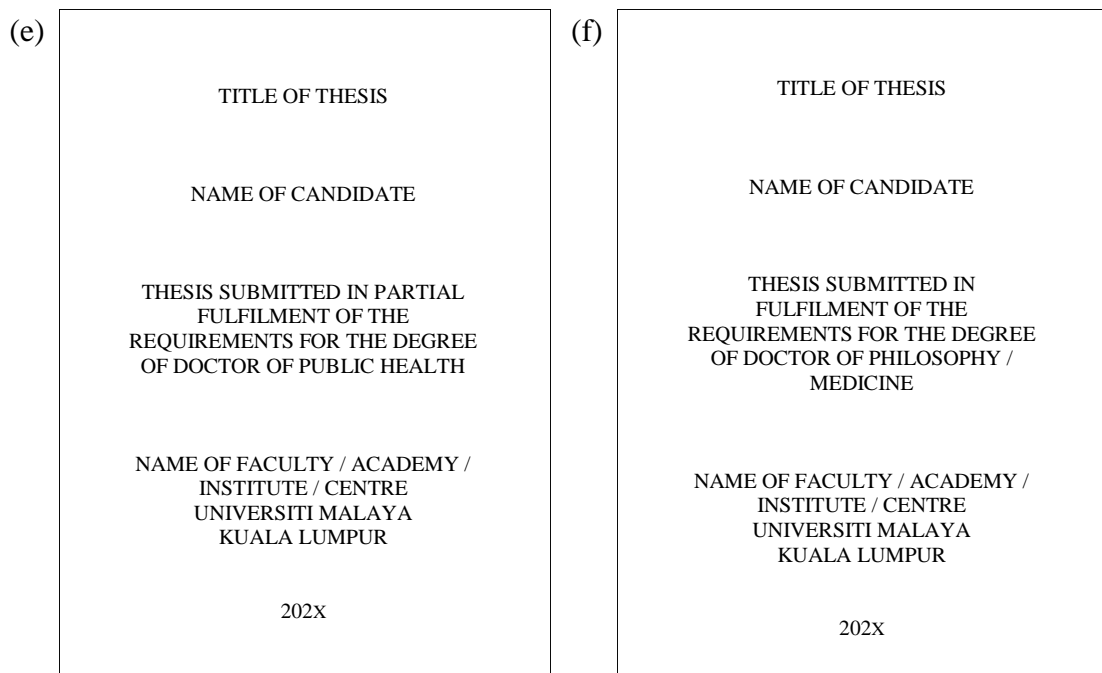 (e)
TITLE OF THESIS
NAME OF CANDIDATE
THESIS SUBMITTED IN PARTIAL
FULFILMENT OF THE
REQUIREMENTS FOR THE DEGREE
OF DOCTOR OF PUBLIC HEALTH
NAME OF FACULTY / ACADEMY /
INSTITUTE / CENTRE
UNIVERSITI MALAYA
KUALA LUMPUR
202X
(f)
TITLE OF THESIS
NAME OF CANDIDATE
THESIS SUBMITTED IN
FULFILMENT OF THE
REQUIREMENTS FOR THE DEGREE
OF DOCTOR OF PHILOSOPHY /
MEDICINE
NAME OF FACULTY / ACADEMY /
INSTITUTE / CENTRE
UNIVERSITI MALAYA
KUALA LUMPUR
202X